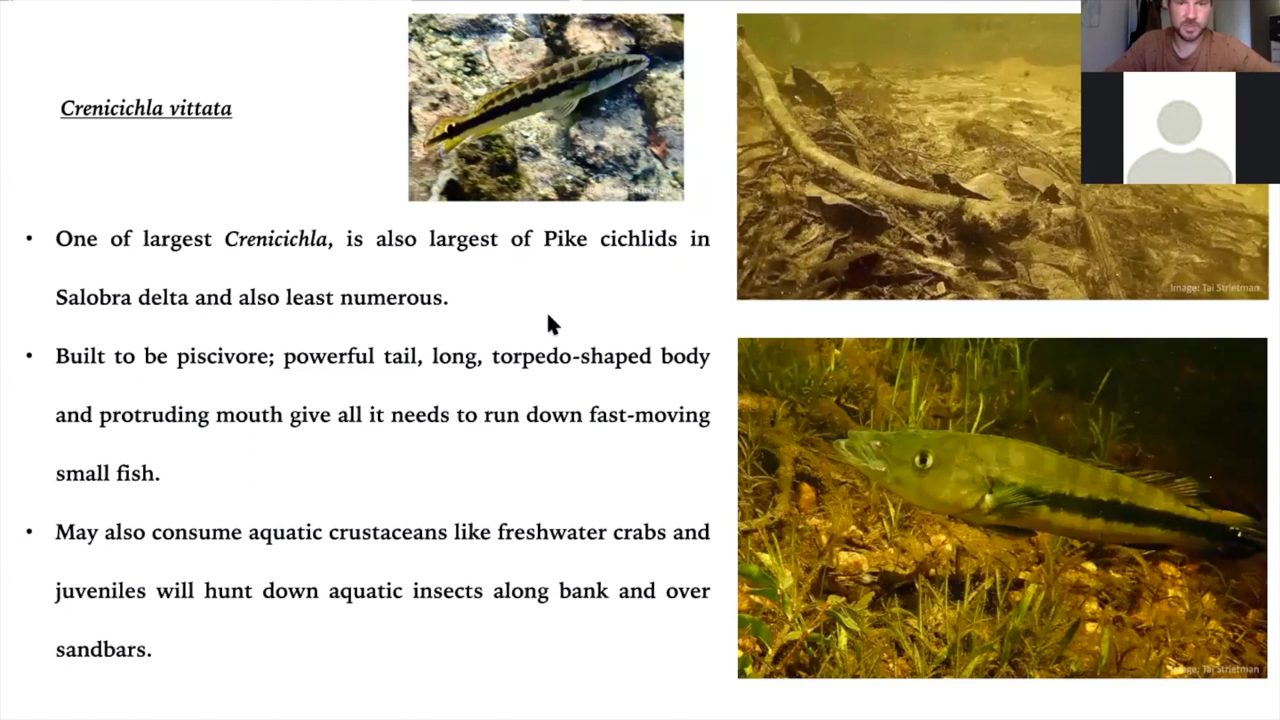 Crenicichla vittata
• One of largest Crenicichla, is also largest of Pike cichlids in
Salobra delta and also least numerous.
• Built to be piscivore; powerful tail, long, torpedo-shaped body
and protruding mouth give all it needs to run down fast-moving
small fish.
• May also consume aquatic crustaceans like freshwater crabs and
juveniles will hunt down aquatic insects along bank and over
sandbars.
Image: Tai Strietman
Image: Tai Strietman